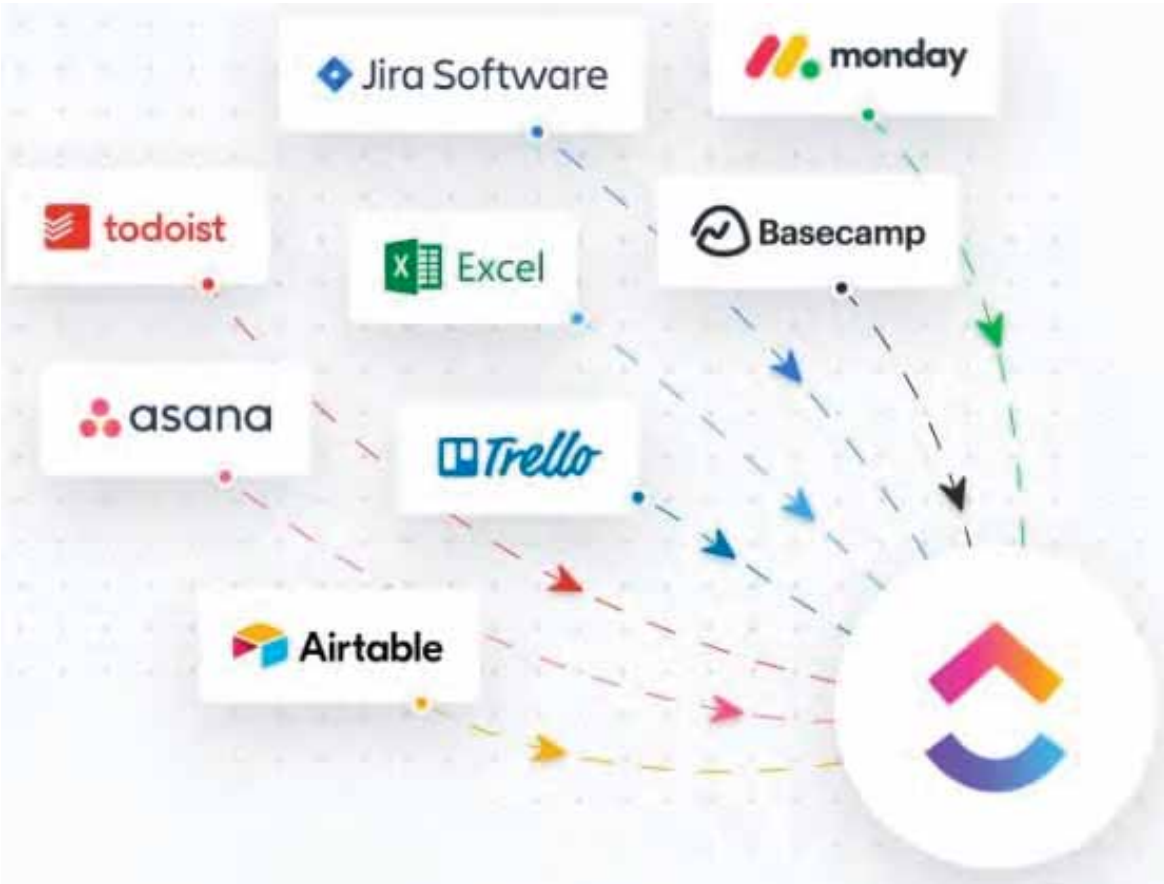 Jira Software
monday
todoist
Excel
Basecamp
asana
Trello
Airtable